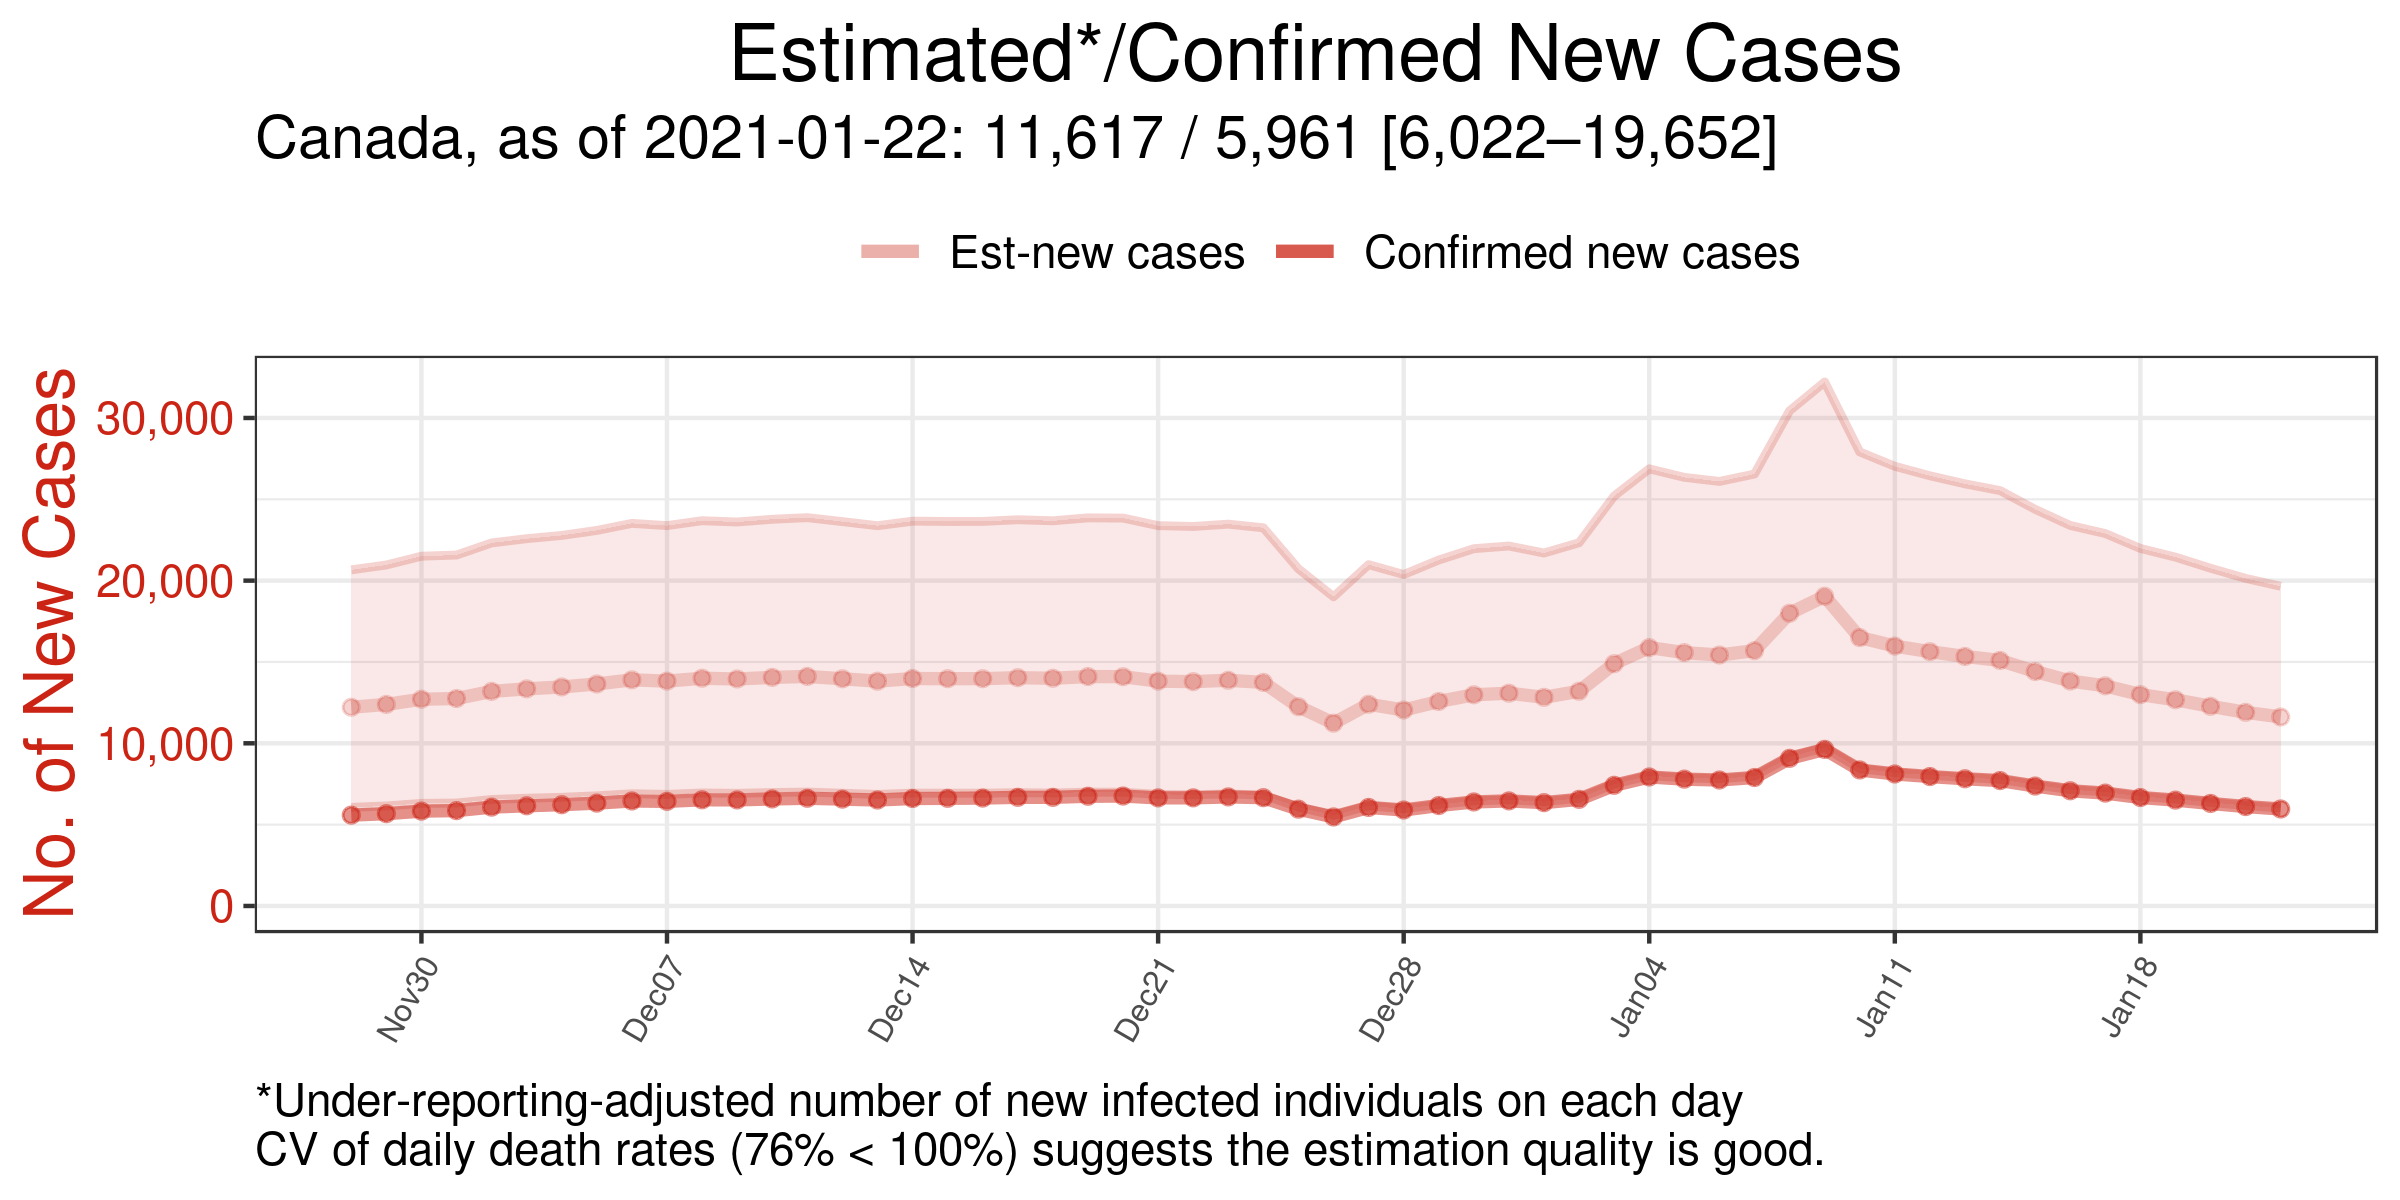 Estimated*/Confirmed New Cases
Canada, as of 2021-01-22: 11,617 / 5,961 [6,022–19,652]
Est-new cases
Confirmed new cases
No. of New Cases
30,000
20,000
10,000
0
Nov30
Dec07
Dec14
Dec21
Dec28
Jan04
Jan11
Jan18
*Under-reporting-adjusted number of new infected individuals on each day
CV of daily death rates (76% < 100%) suggests the estimation quality is good.